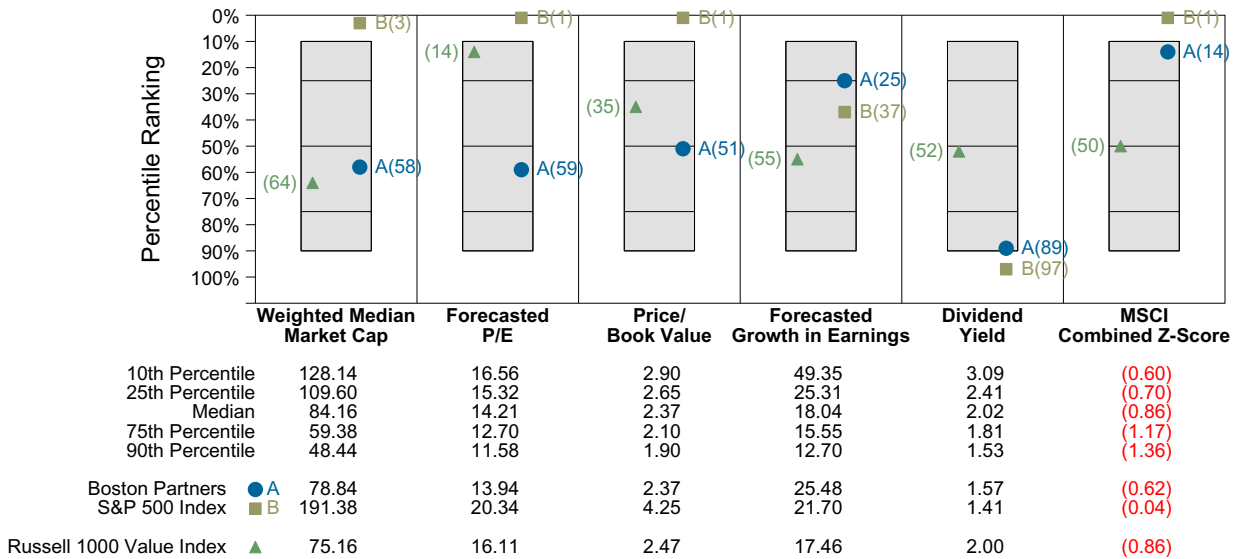 Percentile Ranking
0%
10%
20%
30%
40%
50%
60%
70%
80%
90%
100%
B(3)
(64)
A(58)
B(1)
(14)
A(59)
B(1)
(35)
A(51)
A(25)
B(37)
(55)
(52)
A(89)
B(97)
B(1)
A(14)
(50)
Weighted Median Forecasted Price/ Forecasted Dividend MSCI
Market Cap P/E Book Value Growth in Earnings Yield Combined Z-Score
10th Percentile 128.14 16.56 2.90 49.35 3.09 (0.60)
25th Percentile 109.60 15.32 2.65 25.31 2.41 (0.70)
Median 84.16 14.21 2.37 18.04 2.02 (0.86)
75th Percentile 59.38 12.70 2.10 15.55 1.81 (1.17)
90th Percentile 48.44 11.58 1.90 12.70 1.53 (1.36)
Boston Partners A 78.84 13.94 2.37 25.48 1.57 (0.62)
S&P 500 Index B 191.38 20.34 4.25 21.70 1.41 (0.04)
Russell 1000 Value Index 75.16 16.11 2.47 17.46 2.00 (0.86)